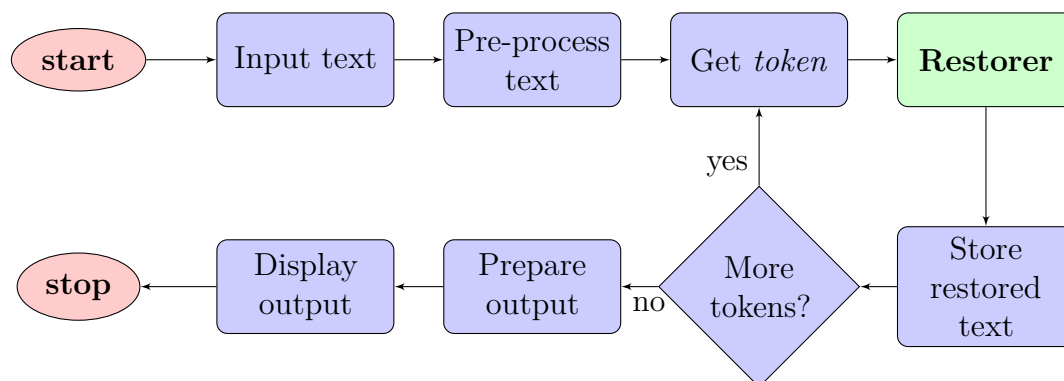 start
Input text
Pre-process
text
Get token
Restorer
yes
Store
restored
text
More
tokens?
no
Prepare
output
Display
output
stop